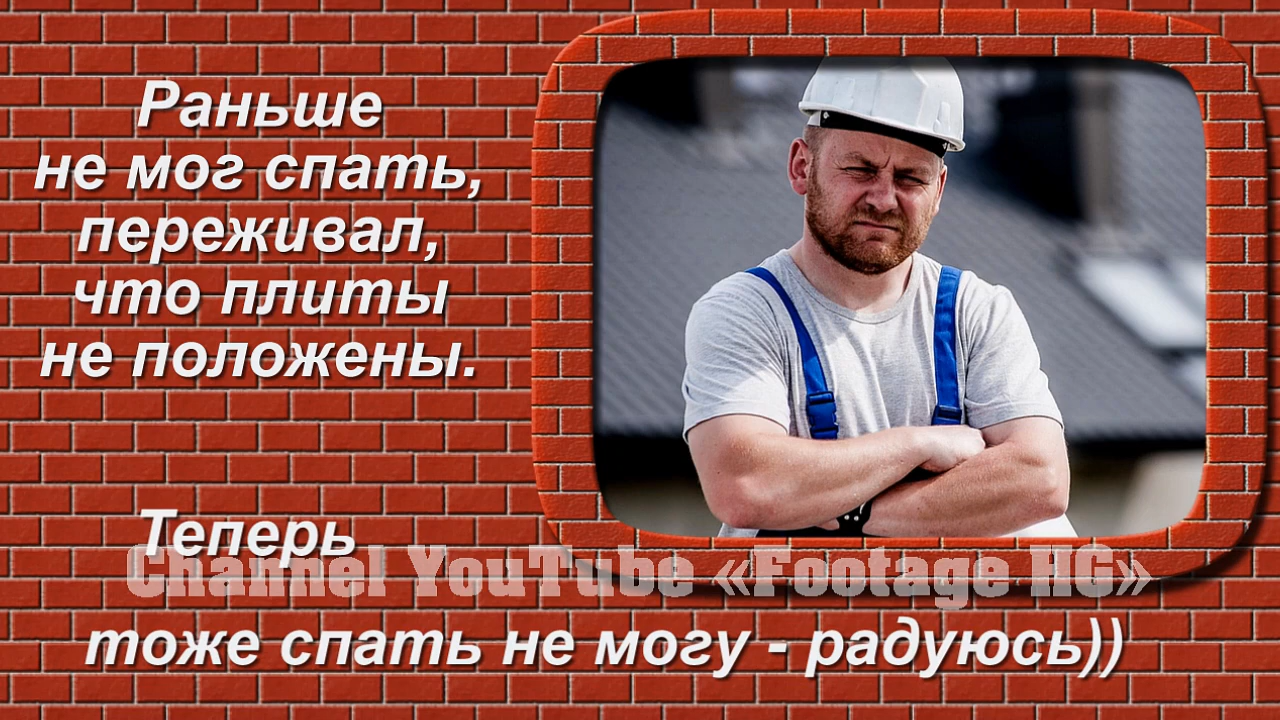 Раньше
не мог спать,
переживал,
что плиты
не положены.
Теперь
Channel YouTube «Footage HG»
тоже спать не могу - радуюсь))